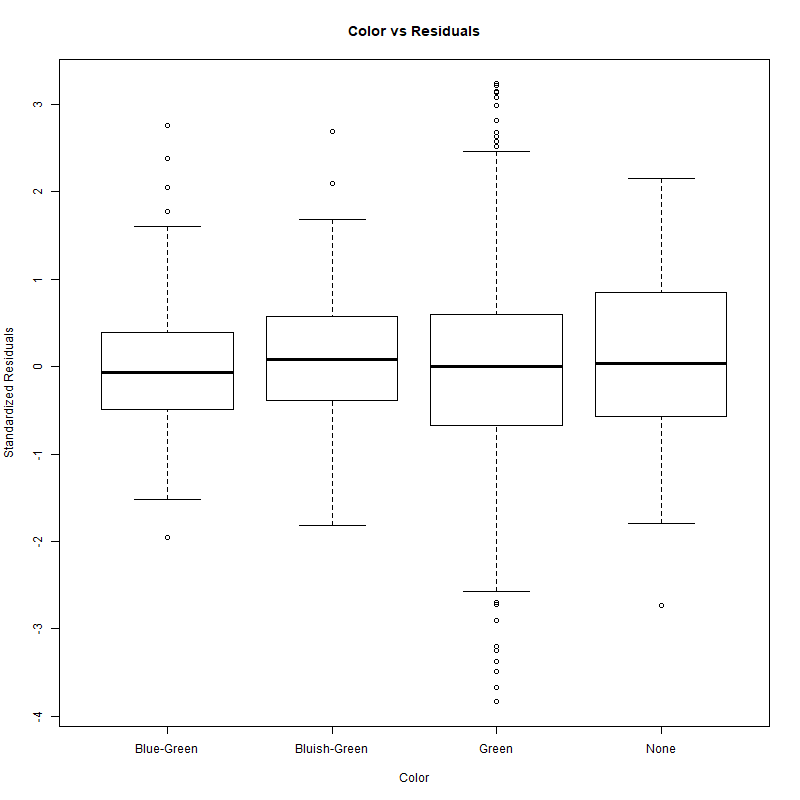 Color vs Residuals
Standardized Residuals
3
2
1
0
-1
-2
-3
-4
Blue-Green Bluish-Green Green None
Color